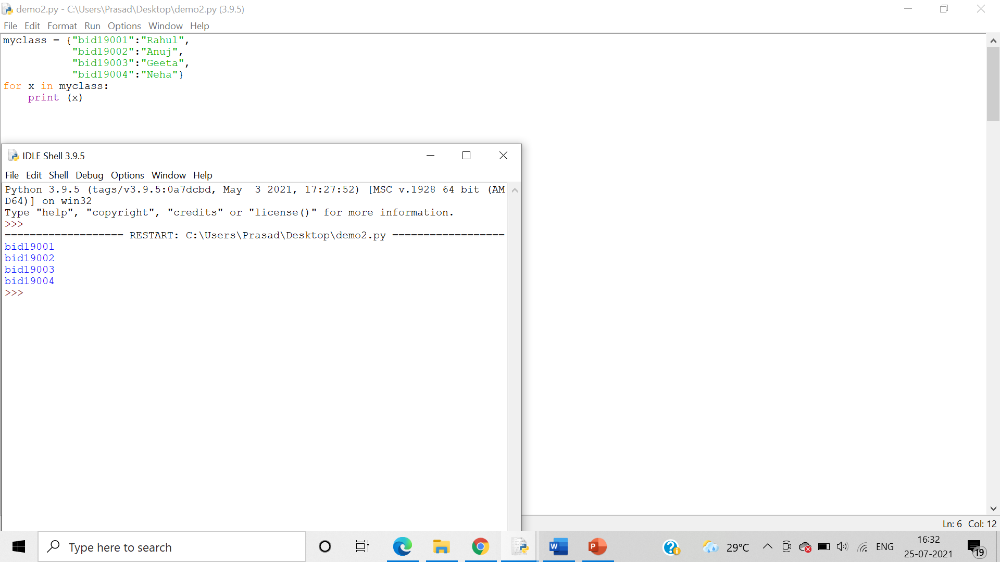 demo2.py - C:\Users\Prasad\Desktop\demo2.py (3.9.5)
File Edit Format Run Options Window Help
myclass = {"bid19001":"Rahul",
"bid19002":"Anuj",
"bid19003":"Geeta",
"bid19004":"Neha"}
for x in myclass:
print (x)
IDLE Shell 3.9.5
File Edit Shell Debug Options Window Help
Python 3.9.5 (tags/v3.9.5:0a7dcbd, May  3 2021, 17:27:52) [MSC v.1928 64 bit (AM
D64)] on win32
Type "help", "copyright", "credits" or "license()" for more information.
>>>
=================== RESTART: C:\Users\Prasad\Desktop\demo2.py ==================
bid19001
bid19002
bid19003
bid19004
>>>
Ln: 6 Col: 12
Type here to search
W
P
29°C
ENG
16:32
25-07-2021
19